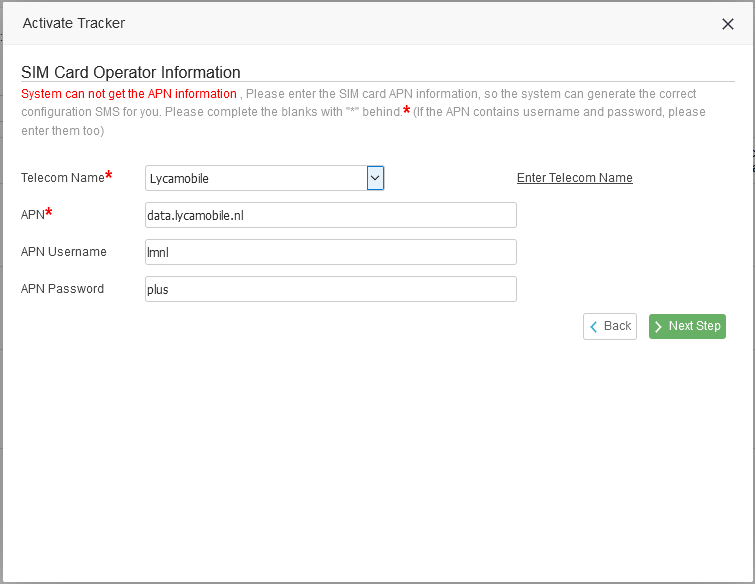 Activate Tracker
SIM Card Operator Information
System can not get the APN information , Please enter the SIM card APN information, so the system can generate the correct
configuration SMS for you. Please complete the blanks with "*" behind.* (If the APN contains username and password, please
enter them too)
Telecom Name* Lycamobile Enter Telecom Name
APN* data.lycamobile.nl
APN Username lmnl
APN Password plus
Back Next Step